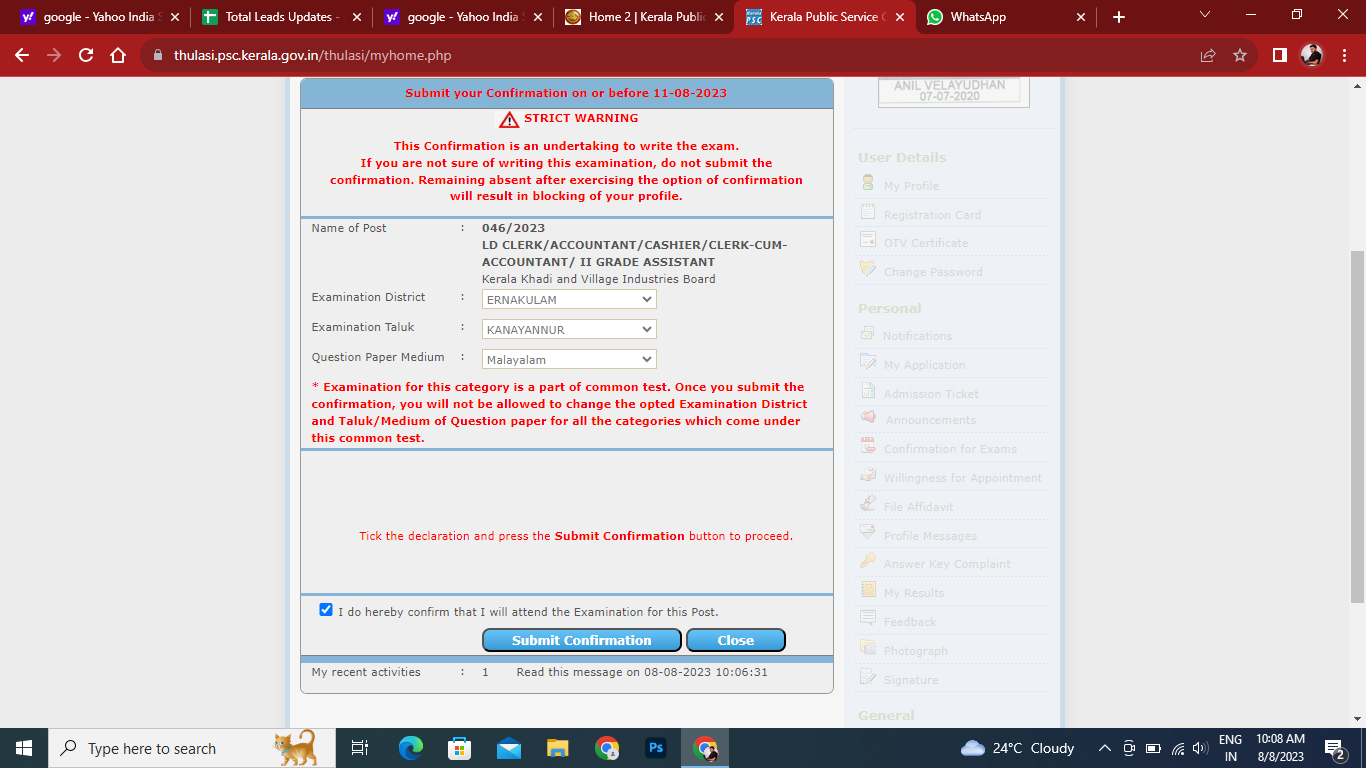 google - Yahoo India S
Total Leads Updates -
google - Yahoo India S
Home 2 | Kerala Public
Kerala Public Service C
WhatsApp
thulasi.psc.kerala.gov.in/thulasi/myhome.php
Submit your Confirmation on or before 11-08-2023
STRICT WARNING
This Confirmation is an undertaking to write the exam.
If you are not sure of writing this examination, do not submit the
confirmation. Remaining absent after exercising the option of confirmation
will result in blocking of your profile.
Name of Post : 046/2023
LD CLERK/ACCOUNTANT/CASHIER/CLERK-CUM-
ACCOUNTANT/ II GRADE ASSISTANT
Kerala Khadi and Village Industries Board
Examination District : ERNAKULAM
Examination Taluk : KANAYANNUR
Question Paper Medium : Malayalam
* Examination for this category is a part of common test. Once you submit the
confirmation, you will not be allowed to change the opted Examination District
and Taluk/Medium of Question paper for all the categories which come under
this common test.
Tick the declaration and press the Submit Confirmation button to proceed.
I do hereby confirm that I will attend the Examination for this Post.
Submit Confirmation
Close
My recent activities : 1 Read this message on 08-08-2023 10:06:31
ANIL VELAYUDHAN
07-07-2020
User Details
My Profile
Registration Card
OTV Certificate
Change Password
Personal
Notifications
My Application
Admission Ticket
Announcements
Confirmation for Exams
Willingness for Appointment
File Affidavit
Profile Messages
Answer Key Complaint
My Results
Feedback
Photograph
Signature
General
Type here to search
Ps
24°C Cloudy
ENG
IN
10:08 AM
8/8/2023
2